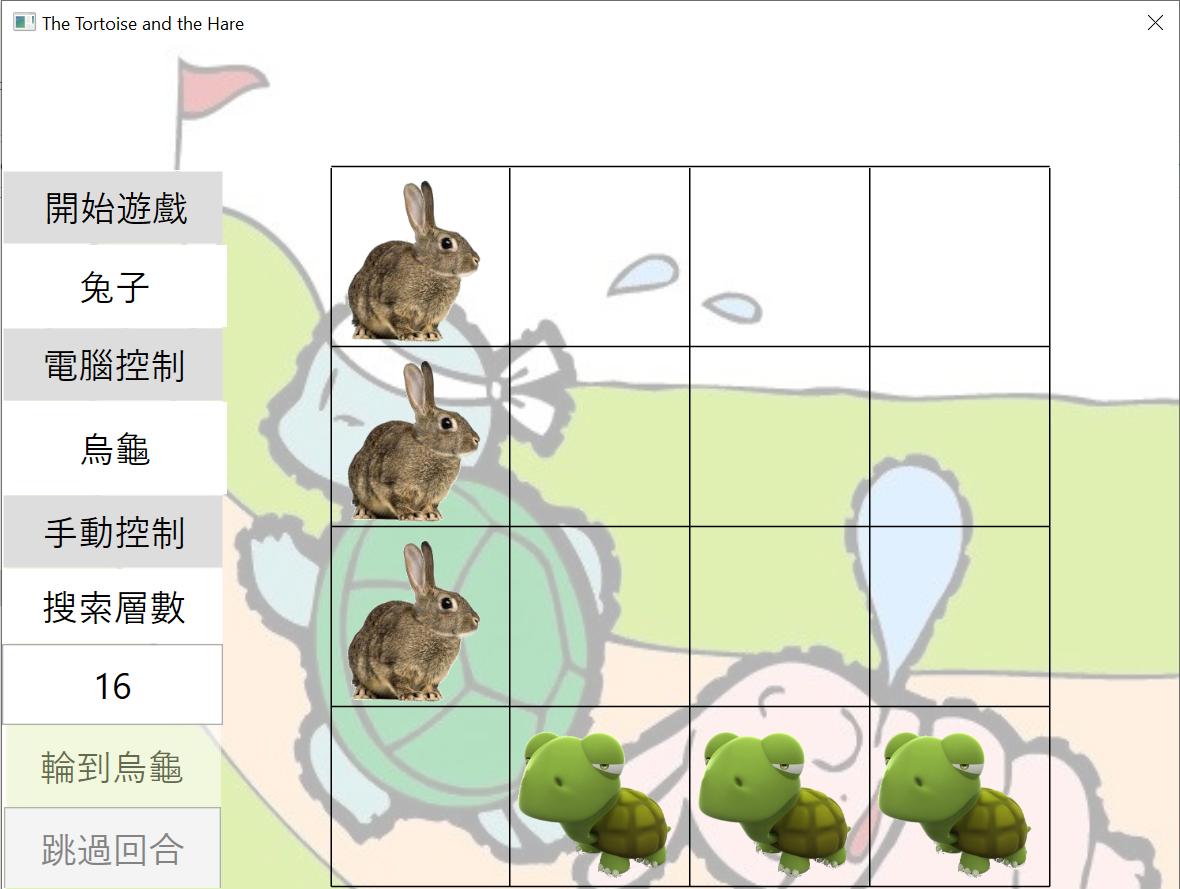 The Tortoise and the Hare
開始遊戲
兔子
電腦控制
烏龜
手動控制
搜索層數
16
輪到烏龜
跳過回合